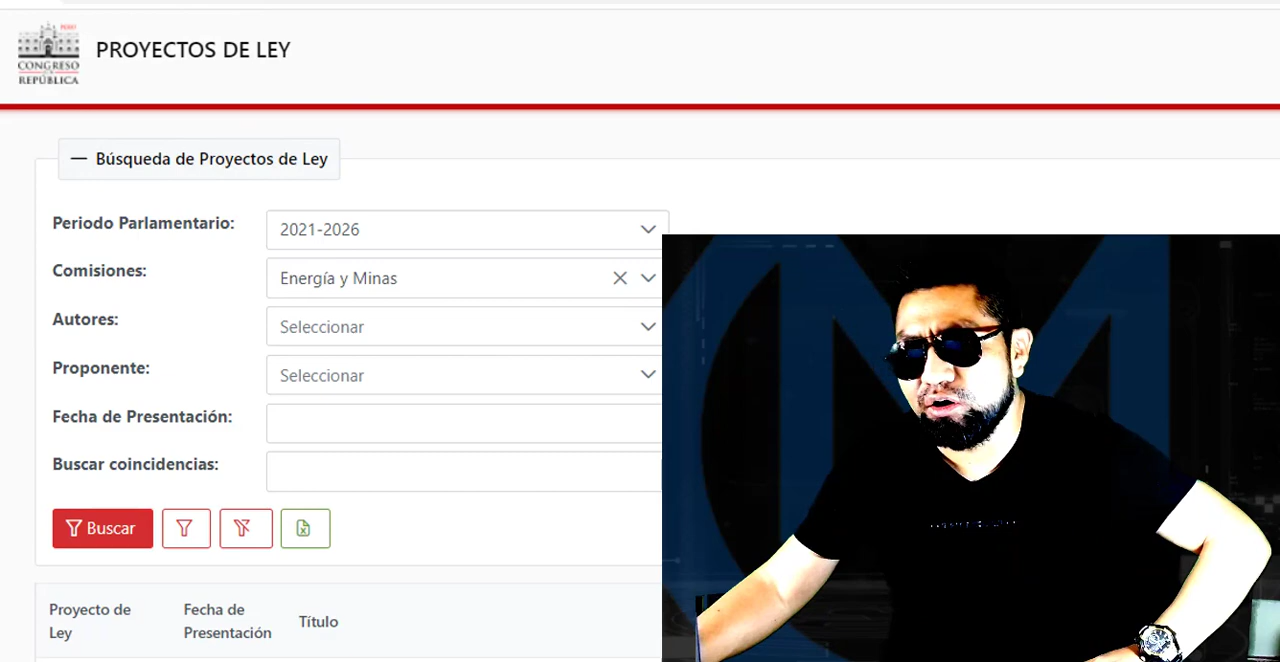 PERÚ
CONGRESO
REPÚBLICA
PROYECTOS DE LEY
Búsqueda de Proyectos de Ley
Periodo Parlamentario:
2021-2026
Comisiones:
Energía y Minas
Autores:
Seleccionar
Proponente:
Seleccionar
Fecha de Presentación:
Buscar coincidencias:
Buscar
Proyecto de
Ley
Fecha de
Presentación
Título